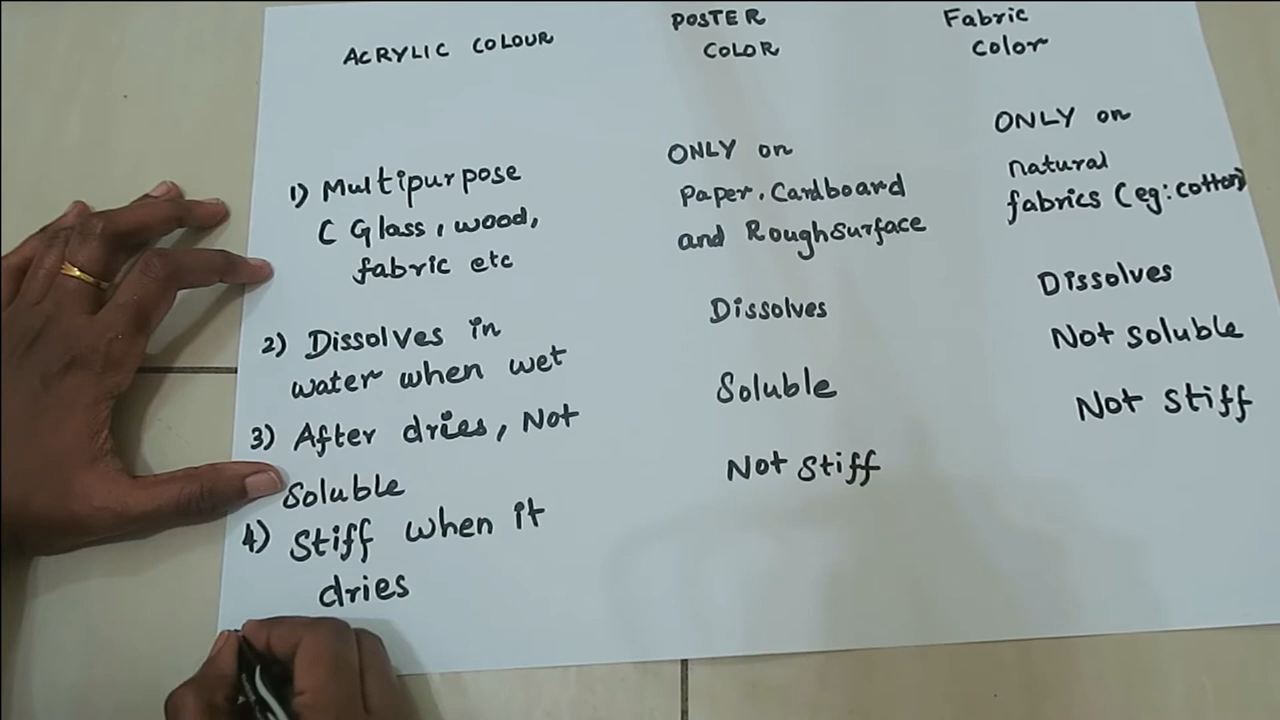 ACRYLIC COLOUR
1) Multipurpose
( Glass, wood,
fabric etc
2) Dissolves in
water when wet
3) After dries, Not
Soluble
4) Stiff when it
dries
POSTER
COLOR
ONLY on
Paper, Cardboard
and Rough surface
Dissolves
Soluble
Not stiff
Fabric
Color
ONLY on
natural
fabrics (eg: cotton)
Dissolves
Not soluble
Not stiff